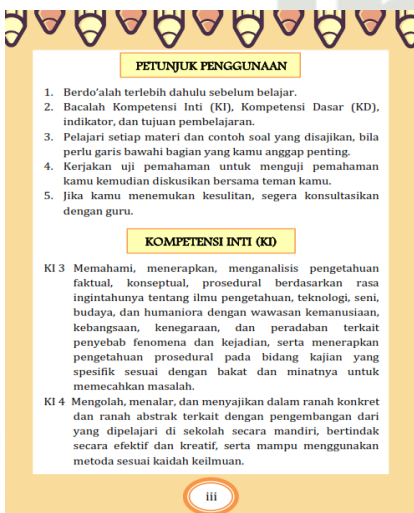 PETUNJUK PENGGUNAAN
1. Berdo’alah terlebih dahulu sebelum belajar.
2. Bacalah Kompetensi Inti (KI), Kompetensi Dasar (KD),
indikator, dan tujuan pembelajaran.
3. Pelajari setiap materi dan contoh soal yang disajikan, bila
perlu garis bawahi bagian yang kamu anggap penting.
4. Kerjakan uji pemahaman untuk menguji pemahaman
kamu kemudian diskusikan bersama teman kamu.
5. Jika kamu menemukan kesulitan, segera konsultasikan
dengan guru.
KOMPETENSI INTI (KI)
KI 3 Memahami, menerapkan, menganalisis pengetahuan
faktual, konseptual, prosedural berdasarkan rasa
ingintahunya tentang ilmu pengetahuan, teknologi, seni,
budaya, dan humaniora dengan wawasan kemanusiaan,
kebangsaan, kenegaraan, dan peradaban terkait
penyebab fenomena dan kejadian, serta menerapkan
pengetahuan prosedural pada bidang kajian yang
spesifik sesuai dengan bakat dan minatnya untuk
memecahkan masalah.
KI 4 Mengolah, menalar, dan menyajikan dalam ranah konkret
dan ranah abstrak terkait dengan pengembangan dari
yang dipelajari di sekolah secara mandiri, bertindak
secara efektif dan kreatif, serta mampu menggunakan
metoda sesuai kaidah keilmuan.
iii